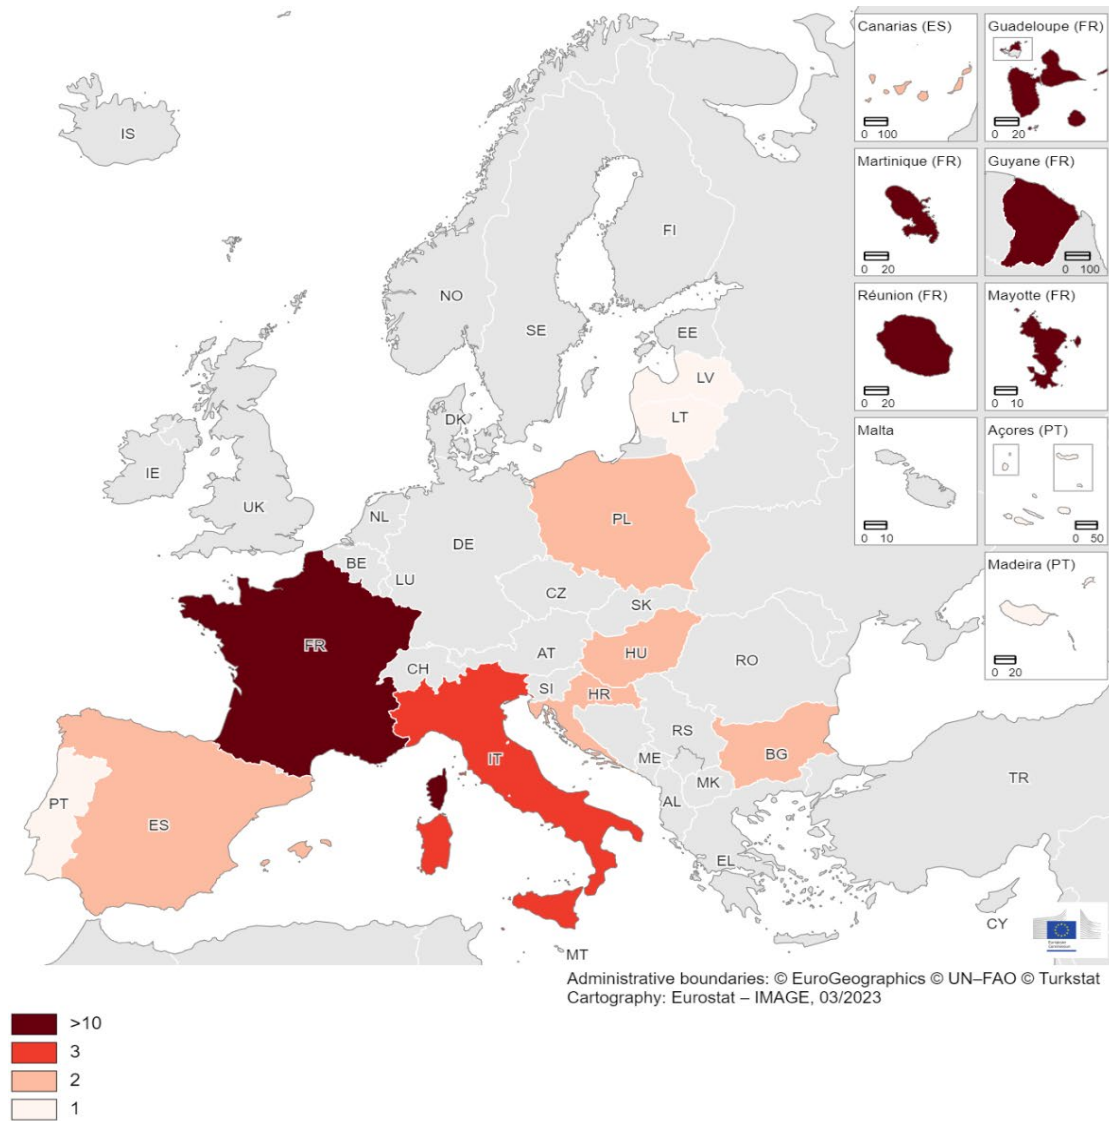 Canarias (ES)
0 100
Guadeloupe (FR)
0 20
Martinique (FR)
0 20
Guyane (FR)
0 100
Réunion (FR)
0 20
Mayotte (FR)
0 10
Malta
0 10
Açores (PT)
0 50
Madeira (PT)
0 20
IS
FI
NO
SE
EE
LV
LT
DK
IE
UK
NL
PL
DE
BE
LU
CZ
SK
FR
AT
HU
CH
RO
SI
HR
RS
IT
BG
ME
MK
AL
TR
PT
ES
EL
CY
MT
European
Commission
Administrative boundaries: © EuroGeographics © UN–FAO © Turkstat
Cartography: Eurostat – IMAGE, 03/2023
>10
3
2
1